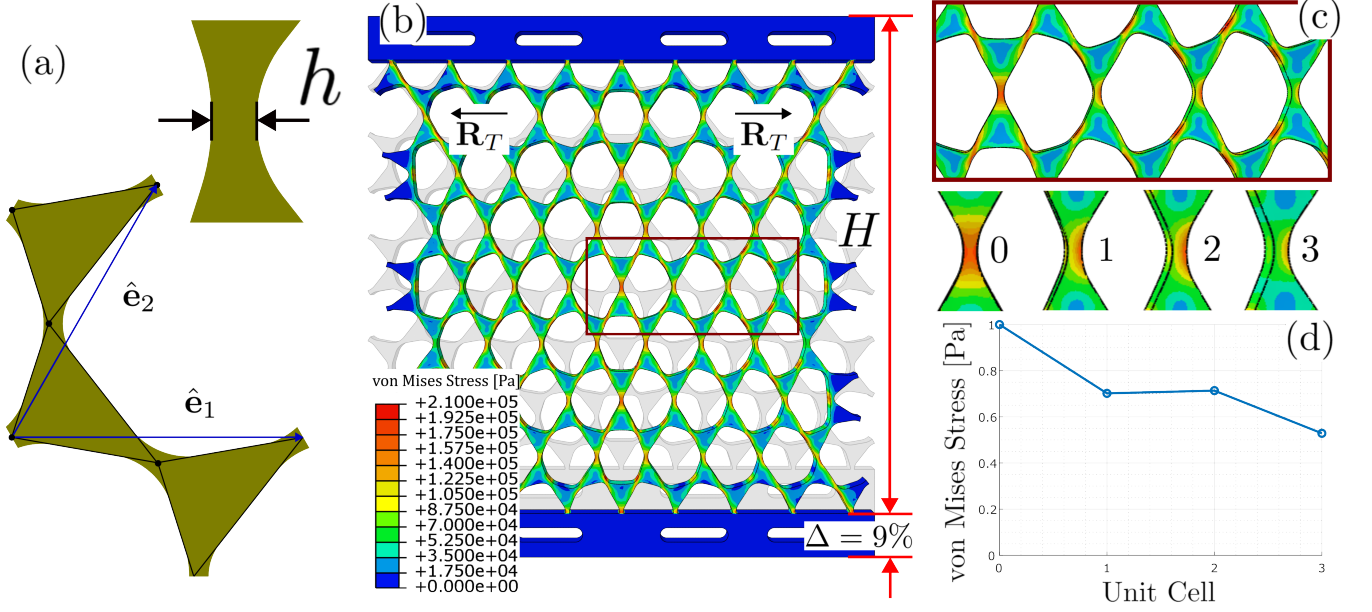 (a)
h
ê₂
ê₁
(b)
R_T
R_T
H
Δ = 9%
von Mises Stress [Pa]
+2.100e+05
+1.925e+05
+1.750e+05
+1.575e+05
+1.400e+05
+1.225e+05
+1.050e+05
+8.750e+04
+7.000e+04
+5.250e+04
+3.500e+04
+1.750e+04
+0.000e+00
(c)
0
1
2
3
(d)
von Mises Stress [Pa]
1
0.8
0.6
0.4
0.2
0
0
1
2
3
Unit Cell